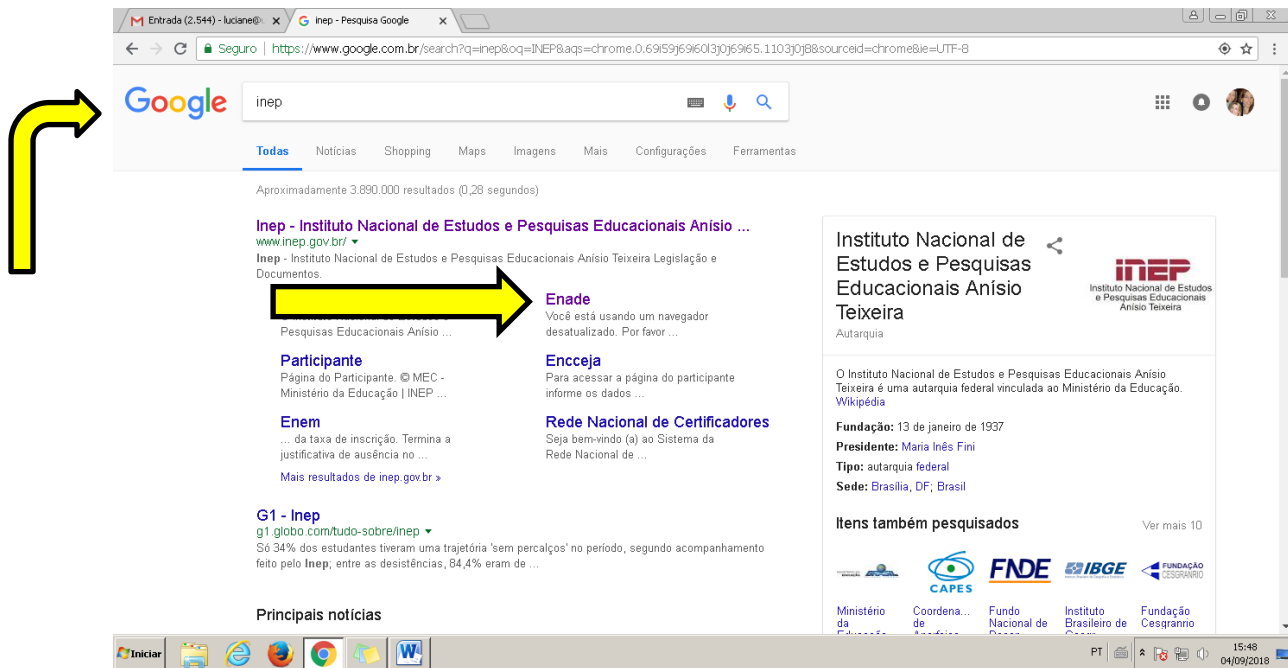 Entrada (2.544) - luciane@
inep - Pesquisa Google
Seguro | https://www.google.com.br/search?q=inep&oq=INEP&aqs=chrome.0.69i59j69i60l3j0j69i65.1103j0j8&sourceid=chrome&ie=UTF-8
Google
inep
Todas Notícias Shopping Maps Imagens Mais Configurações Ferramentas
Aproximadamente 3.890.000 resultados (0,28 segundos)
Inep - Instituto Nacional de Estudos e Pesquisas Educacionais Anísio ...
www.inep.gov.br/
Inep - Instituto Nacional de Estudos e Pesquisas Educacionais Anísio Teixeira Legislação e
Documentos.
Pesquisas Educacionais Anísio ...
Enade
Você está usando um navegador
desatualizado. Por favor ...
Participante
Página do Participante. © MEC -
Ministério da Educação | INEP ...
Encceja
Para acessar a página do participante
informe os dados ...
Enem
... da taxa de inscrição. Termina a
justificativa de ausência no ...
Rede Nacional de Certificadores
Seja bem-vindo (a) ao Sistema da
Rede Nacional de ...
Mais resultados de inep.gov.br »
G1 - Inep
g1.globo.com/tudo-sobre/inep
Só 34% dos estudantes tiveram uma trajetória 'sem percalços' no período, segundo acompanhamento
feito pelo Inep; entre as desistências, 84,4% eram de ...
Principais notícias
Instituto Nacional de
Estudos e Pesquisas
Educacionais Anísio
Teixeira
Autarquia
inep
Instituto Nacional de Estudos
e Pesquisas Educacionais
Anísio Teixeira
O Instituto Nacional de Estudos e Pesquisas Educacionais Anísio
Teixeira é uma autarquia federal vinculada ao Ministério da Educação.
Wikipédia
Fundação: 13 de janeiro de 1937
Presidente: Maria Inês Fini
Tipo: autarquia federal
Sede: Brasília, DF; Brasil
Itens também pesquisados
Ver mais 10
CAPES
FNDE
IBGE
FUNDAÇÃO
CESGRANRIO
Ministério
da
Coordena...
de
Fundo
Nacional de
Instituto
Brasileiro de
Fundação
Cesgranrio
Iniciar
PT
15:48
04/09/2018